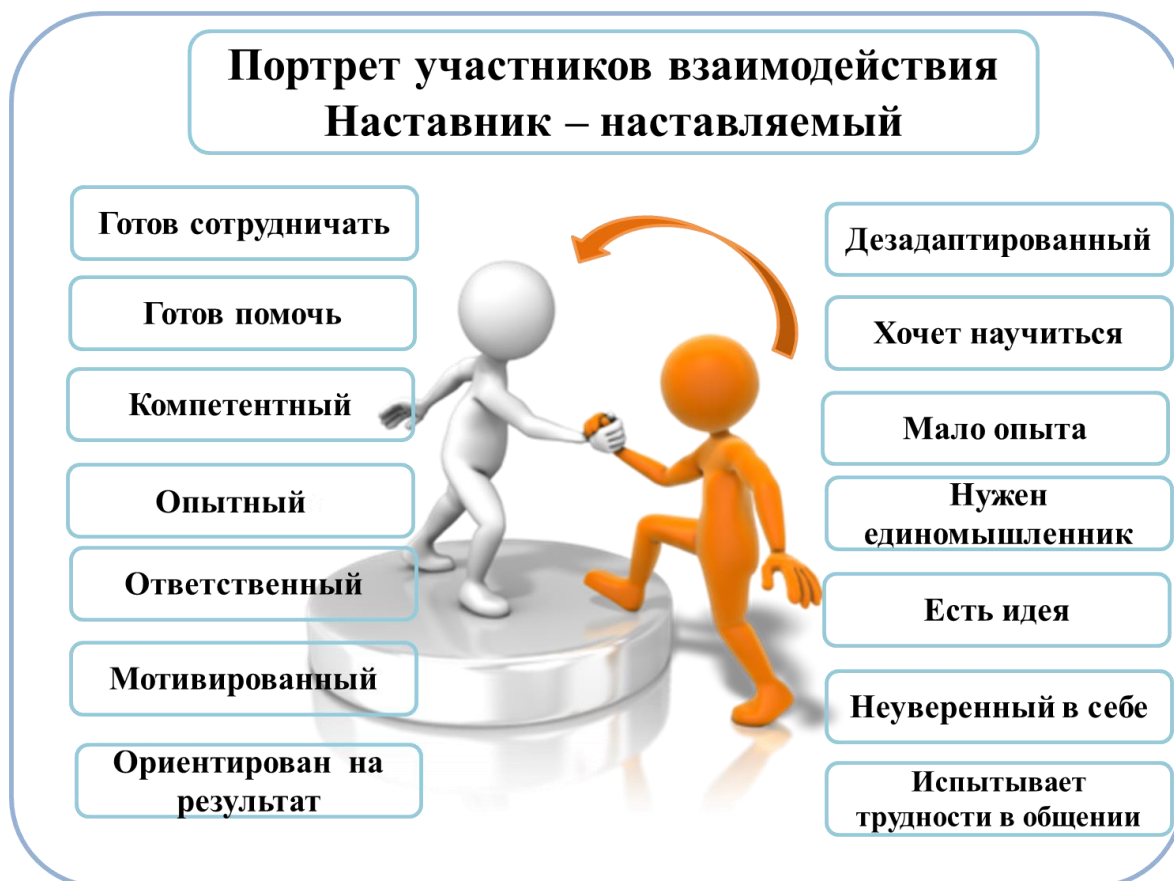 Портрет участников взаимодействия
Наставник – наставляемый
Готов сотрудничать
Готов помочь
Компетентный
Опытный
Ответственный
Мотивированный
Ориентирован на
результат
Дезадаптированный
Хочет научиться
Мало опыта
Нужен
единомышленник
Есть идея
Неуверенный в себе
Испытывает
трудности в общении